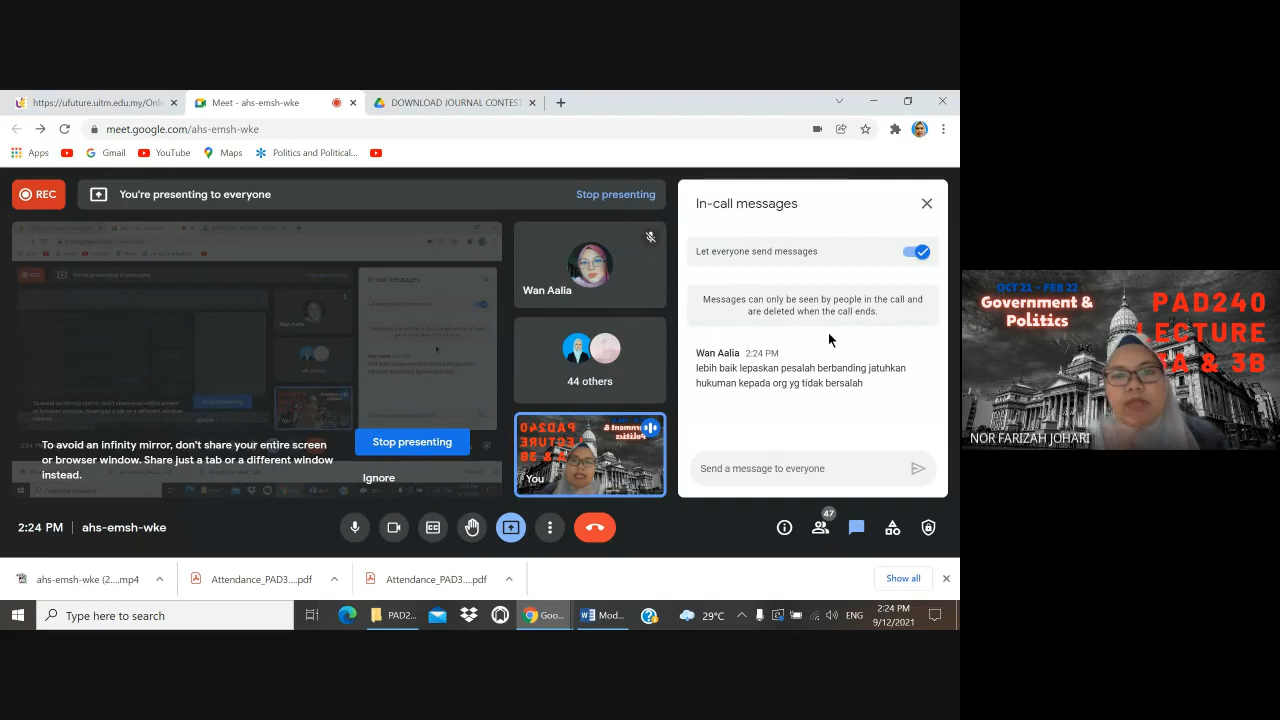 https://ufuture.uitm.edu.my/Onl
Meet - ahs-emsh-wke
DOWNLOAD JOURNAL CONTEST
meet.google.com/ahs-emsh-wke
Apps
Gmail
YouTube
Maps
Politics and Political...
REC
You're presenting to everyone
Stop presenting
In-call messages
Let everyone send messages
Messages can only be seen by people in the call and
are deleted when the call ends.
Wan Aalia 2:24 PM
lebih baik lepaskan pesalah berbanding jatuhkan
hukuman kepada org yg tidak bersalah
Send a message to everyone
Wan Aalia
44 others
You
To avoid an infinity mirror, don't share your entire screen
or browser window. Share just a tab or a different window
instead.
Stop presenting
Ignore
2:24 PM | ahs-emsh-wke
47
ahs-emsh-wke (2....mp4
Attendance_PAD3....pdf
Attendance_PAD3....pdf
Show all
Type here to search
PAD2...
Goo...
Mod...
29°C
ENG
2:24 PM
9/12/2021
OCT 21 - FEB 22
Government &
Politics
PAD240
LECTURE
A & 3B
NOR FARIZAH JOHARI